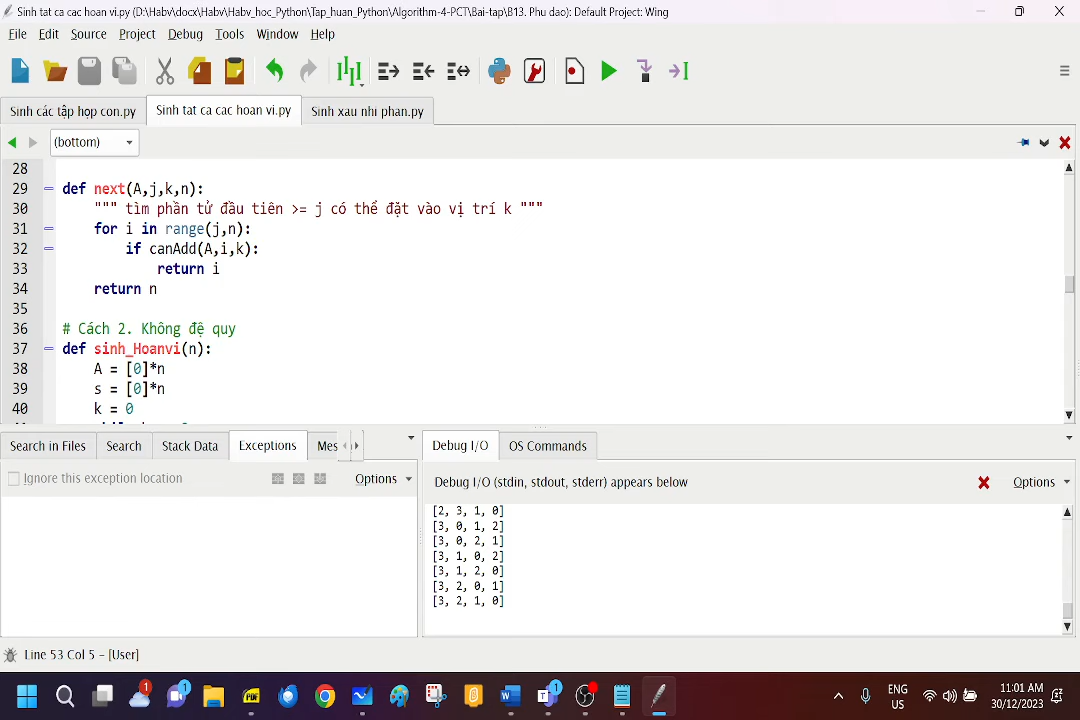 Sinh tat ca cac hoan vi.py (D:\Habv\docx\Habv\Habv_hoc_Python\Tap_huan_Python\Algorithm-4-PCT\Bai-tap\B13. Phu dao): Default Project: Wing
File Edit Source Project Debug Tools Window Help
Sinh các tập hợp con.py Sinh tat ca cac hoan vi.py Sinh xau nhi phan.py
(bottom)
28
29 def next(A,j,k,n):
30 """ tìm phần tử đầu tiên >= j có thể đặt vào vị trí k """
31 for i in range(j,n):
32 if canAdd(A,i,k):
33 return i
34 return n
35
36 # Cách 2. Không đệ quy
37 def sinh_Hoanvi(n):
38 A = [0]*n
39 s = [0]*n
40 k = 0
Search in Files Search Stack Data Exceptions Mes
Ignore this exception location Options
Debug I/O OS Commands
Debug I/O (stdin, stdout, stderr) appears below Options
[2, 3, 1, 0]
[3, 0, 1, 2]
[3, 0, 2, 1]
[3, 1, 0, 2]
[3, 1, 2, 0]
[3, 2, 0, 1]
[3, 2, 1, 0]
Line 53 Col 5 – [User]
1
1
PDF
1
ENG
US
11:01 AM
30/12/2023